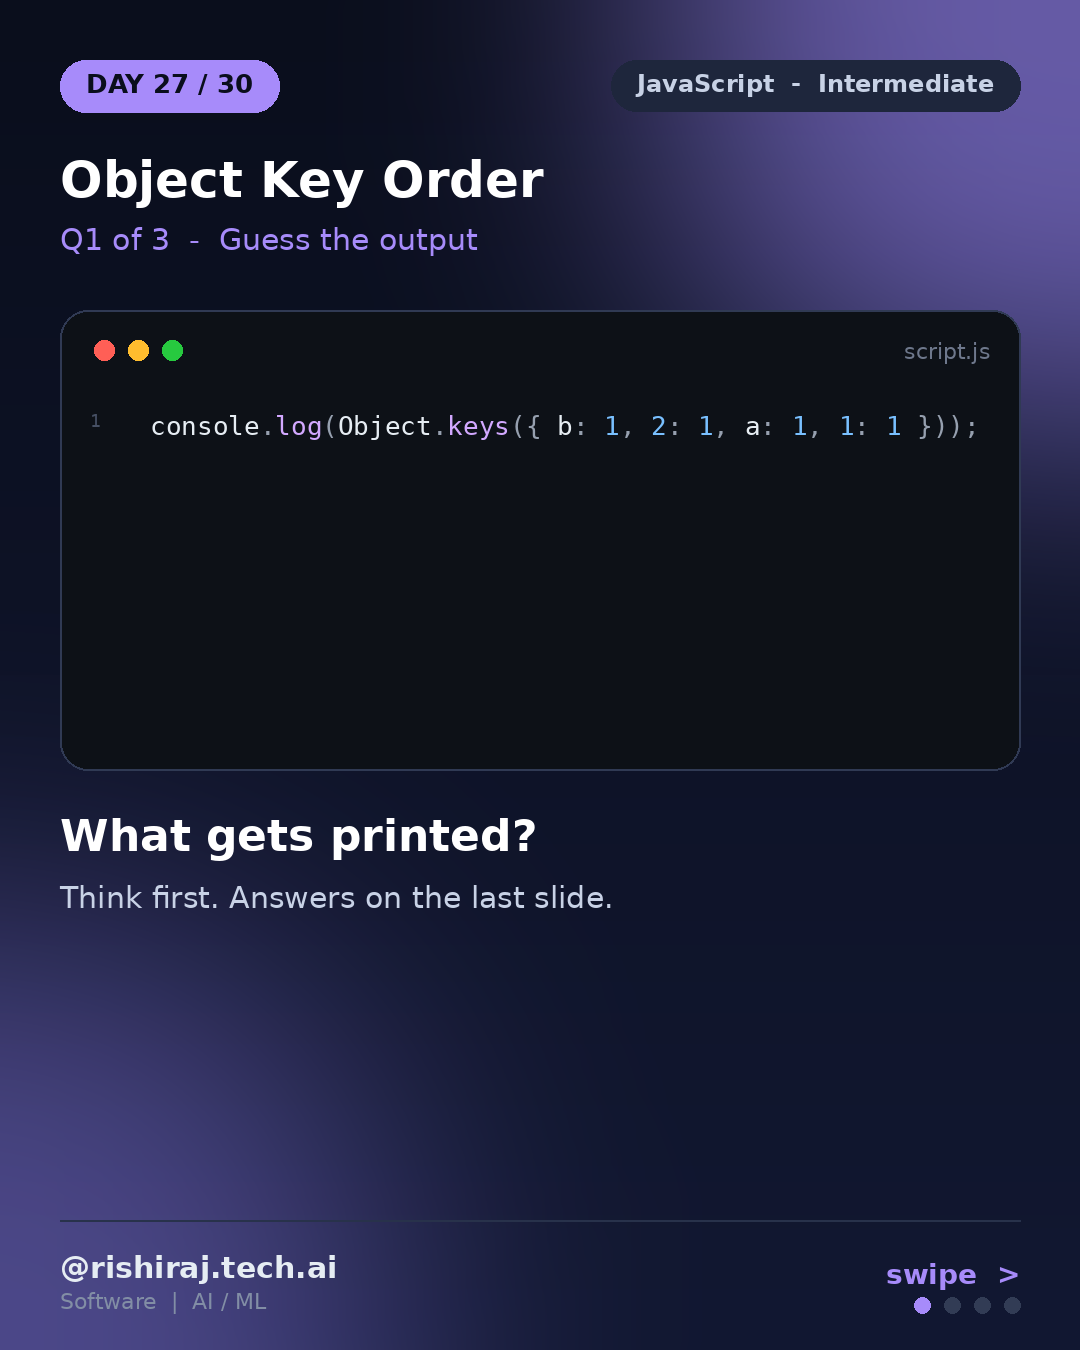 DAY 27 / 30
JavaScript - Intermediate
Object Key Order
Q1 of 3 - Guess the output
script.js
1 console.log(Object.keys({ b: 1, 2: 1, a: 1, 1: 1 }));
What gets printed?
Think first. Answers on the last slide.
@rishiraj.tech.ai
Software | AI / ML
swipe >